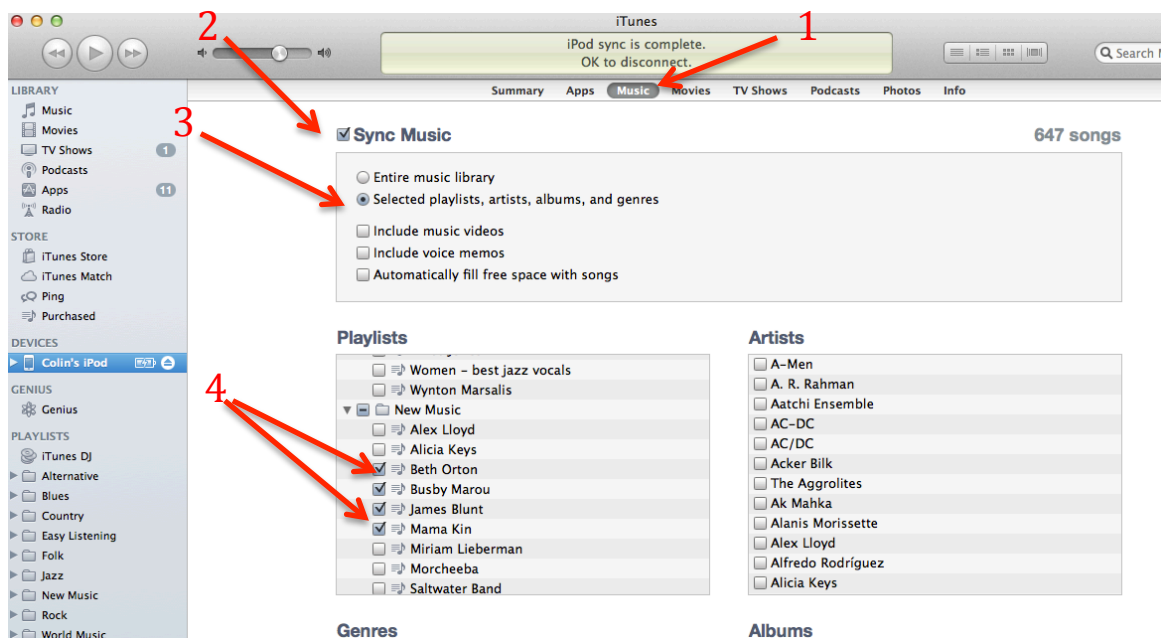 iTunes
1
2
iPod sync is complete.
OK to disconnect.
Search
Summary Apps Music Movies TV Shows Podcasts Photos Info
LIBRARY
Music
Movies
TV Shows 1
Podcasts
Apps 11
Radio
STORE
iTunes Store
iTunes Match
Ping
Purchased
DEVICES
Colin's iPod
GENIUS
Genius
PLAYLISTS
iTunes DJ
Alternative
Blues
Country
Easy Listening
Folk
Jazz
New Music
Rock
World Music
3
Sync Music 647 songs
Entire music library
Selected playlists, artists, albums, and genres
Include music videos
Include voice memos
Automatically fill free space with songs
4
Playlists
Women - best jazz vocals
Wynton Marsalis
New Music
Alex Lloyd
Alicia Keys
Beth Orton
Busby Marou
James Blunt
Mama Kin
Miriam Lieberman
Morcheeba
Saltwater Band
Artists
A-Men
A. R. Rahman
Aatchi Ensemble
AC-DC
AC/DC
Acker Bilk
The Aggrolites
Ak Mahka
Alanis Morissette
Alex Lloyd
Alfredo Rodríguez
Alicia Keys
Genres
Albums